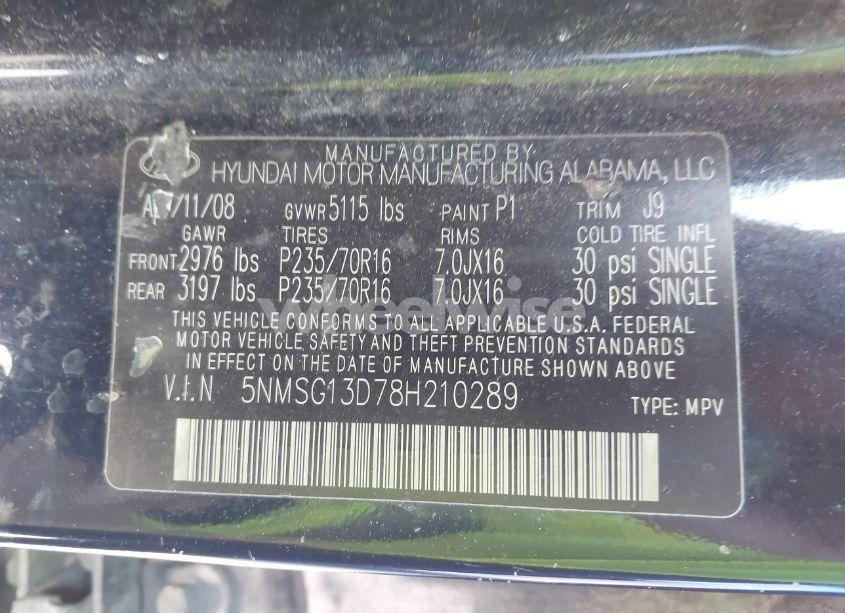 MANUFACTURED BY
HYUNDAI MOTOR MANUFACTURING ALABAMA, LLC
/11/08 GVWR 5115 lbs PAINT P1 TRIM J9
GAWR TIRES RIMS COLD TIRE INFL
FRONT 2976 lbs P235/70R16 7.0JX16 30 psi SINGLE
REAR 3197 lbs P235/70R16 7.0JX16 30 psi SINGLE
wheelwise
THIS VEHICLE CONFORMS TO ALL APPLICABLE U.S.A. FEDERAL
MOTOR VEHICLE SAFETY AND THEFT PREVENTION STANDARDS
IN EFFECT ON THE DATE OF MANUFACTURE SHOWN ABOVE.
V.I.N 5NMSG13D78H210289 TYPE: MPV